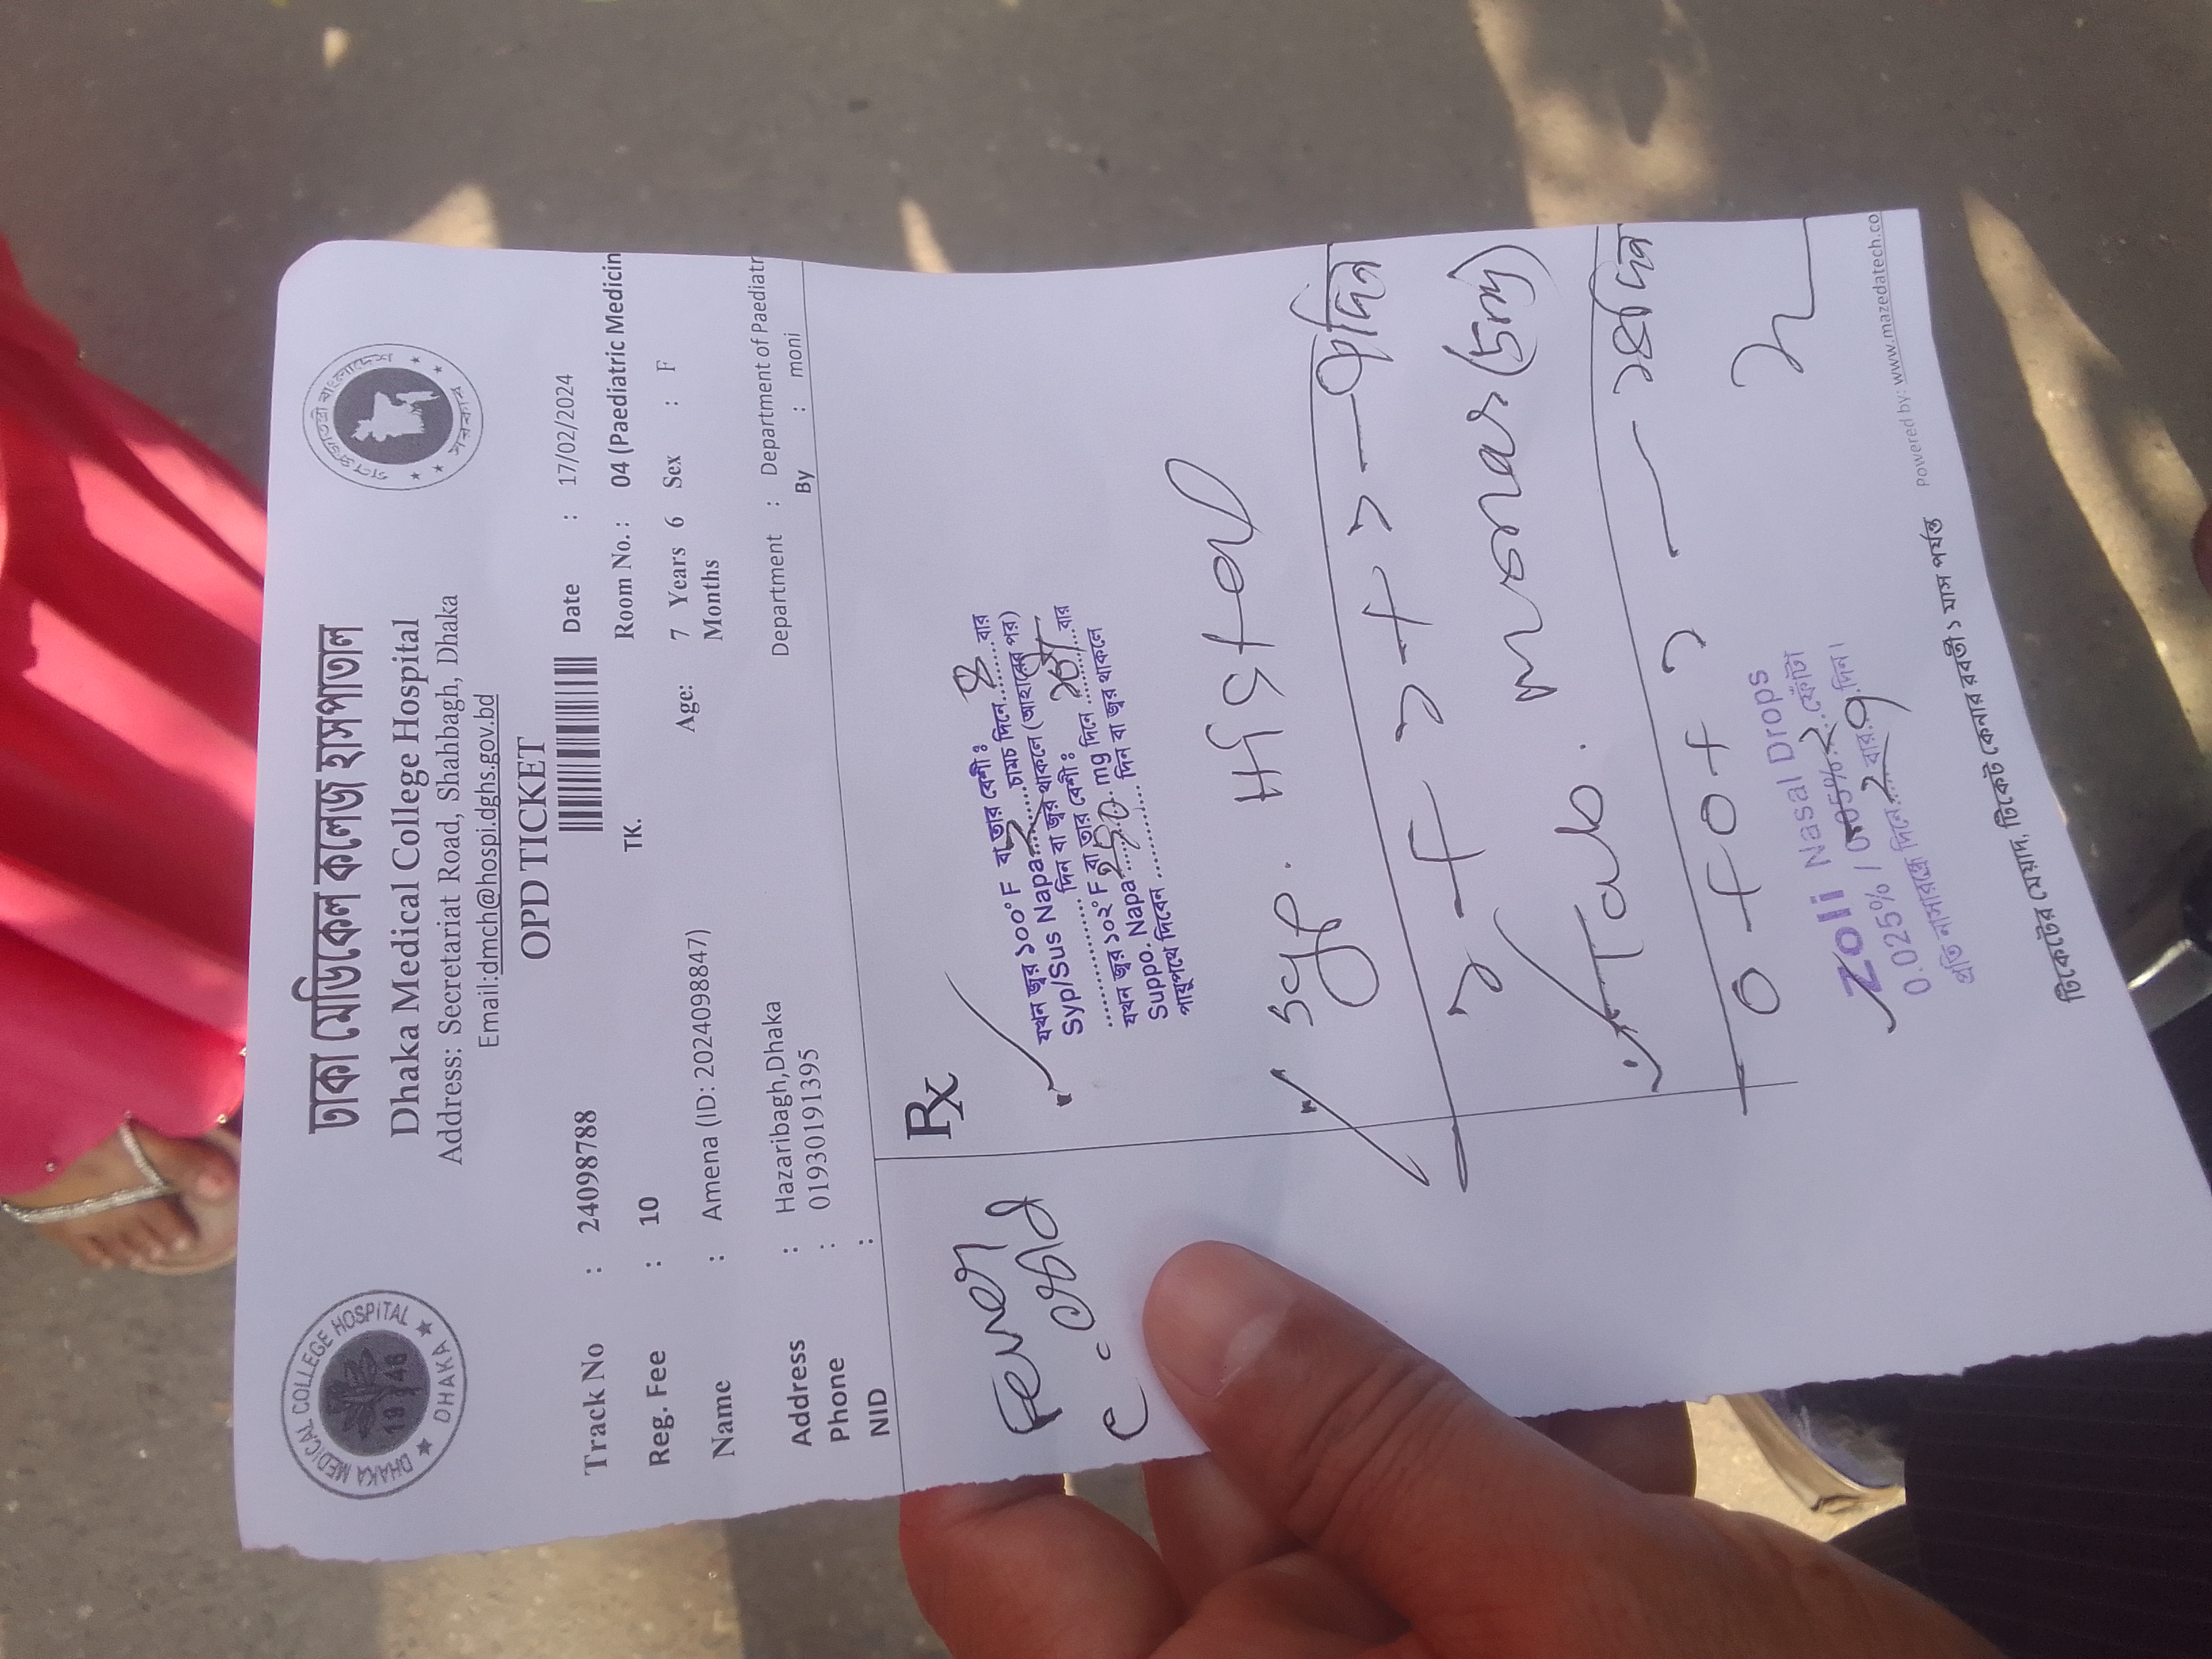 ঢাকা মেডিকেল কলেজ হাসপাতাল
Dhaka Medical College Hospital
Address: Secretariat Road, Shahbagh, Dhaka
Email:dmch@hospi.dghs.gov.bd
OPD TICKET
DHAKA MEDICAL COLLEGE HOSPITAL
1946
DHAKA
গণপ্রজাতন্ত্রী বাংলাদেশ
সরকার
Track No : 24098788 Date : 17/02/2024
Reg. Fee : 10 TK. Room No. : 04 (Paediatric Medicin
Name : Amena (ID: 2024098847) Age: 7 Years 6 Months Sex : F
Address : Hazaribagh,Dhaka Department : Department of Paediatr
Phone : 01930191395 By : moni
NID :
Fever
cold
Rx
যখন জ্বর ১০০°F বা তার বেশী :
Syp/Sus Napa 2 চামচ দিনে 8 বার
দিন বা জ্বর থাকলে (আহারের পর)
যখন জ্বর ১০২°F বা তার বেশী :
Suppo. Napa 250 mg দিনে বার
পায়ুপথে দিবেন দিন বা জ্বর থাকলে
Syp.
১ + ১ + ১ — ৭ দিন
Tab. Monas (5mg)
০ + ০ + ১ — ১৪ দিন
Zoli Nasal Drops
0.025% / 0.05% ২ ফোঁটা
প্রতি নাসারন্ধ্রে দিনে ২ বার ৭ দিন।
Powered by: www.mazedatech.co
টিকেটের মেয়াদ, টিকেট কেনার রবর্তী ১ মাস পর্যন্ত